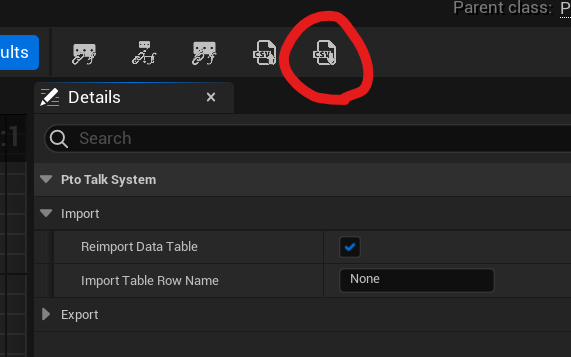 Parent class: P
ults
CSV
CSV
:1
Details
Search
Pto Talk System
Import
Reimport Data Table
Import Table Row Name
None
Export